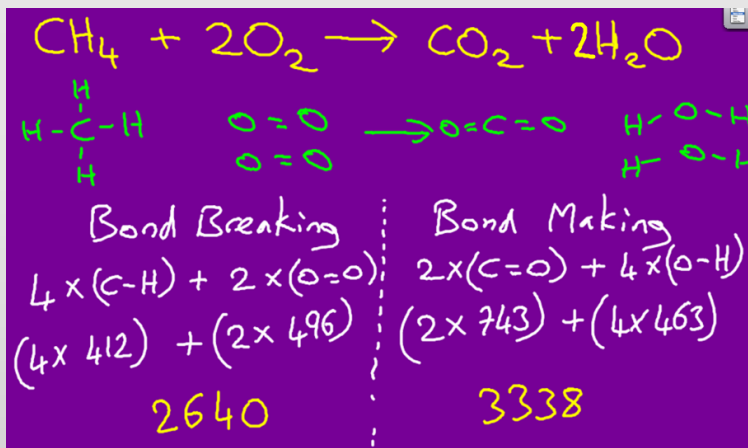 CH₄ + 2O₂ → CO₂ + 2H₂O
H
H-C-H
H
O=O
O=O
→ O=C=O
H-O-H
H-O-H
Bond Breaking
4×(C-H) + 2×(O=O)
(4× 412) + (2× 496)
2640
Bond Making
2×(C=O) + 4×(O-H)
(2×743) + (4×463)
3338